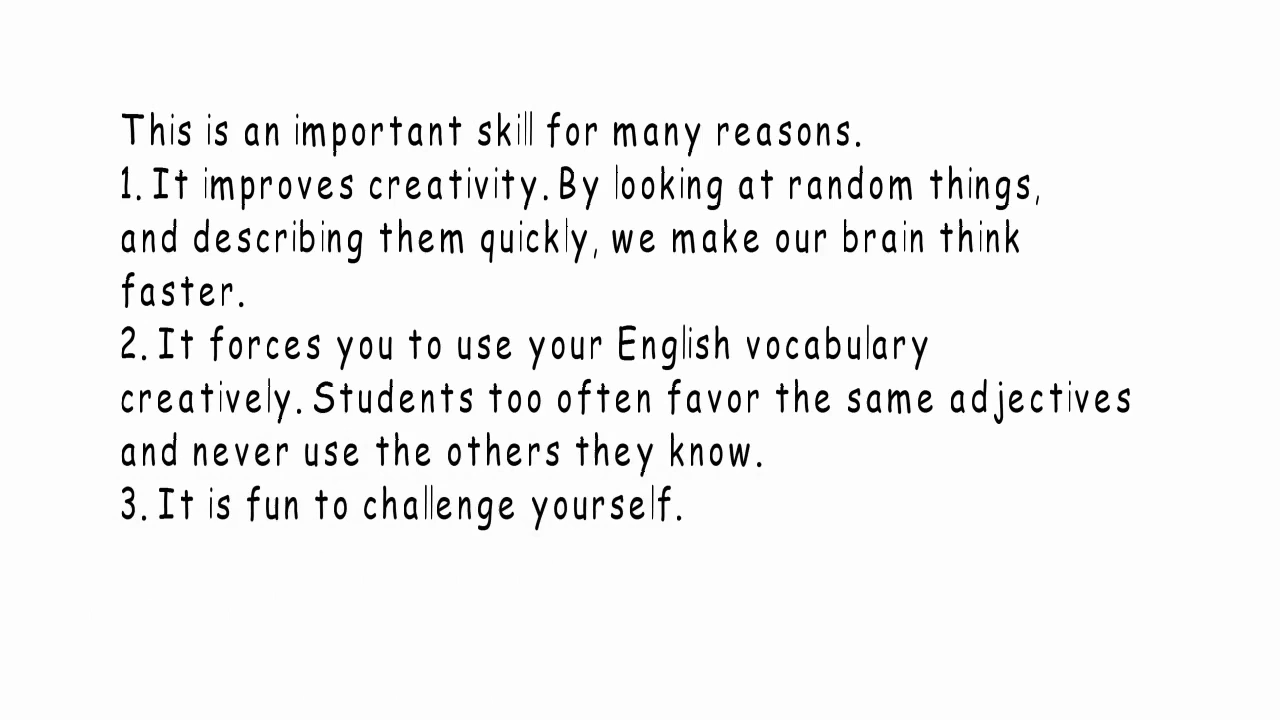 This is an important skill for many reasons.
1. It improves creativity. By looking at random things,
and describing them quickly, we make our brain think
faster.
2. It forces you to use your English vocabulary
creatively. Students too often favor the same adjectives
and never use the others they know.
3. It is fun to challenge yourself.